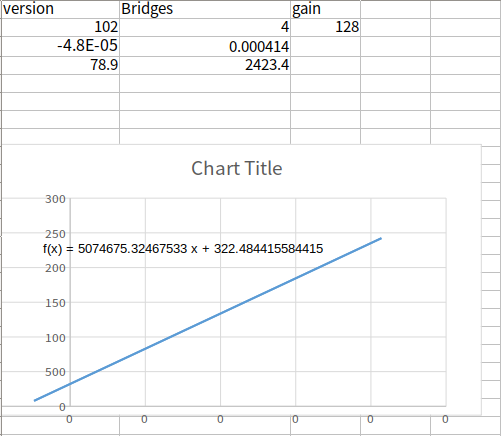 version Bridges gain
102 4 128
-4.8E-05 0.000414
78.9 2423.4
Chart Title
300
250
f(x) = 5074675.32467533 x + 322.484415584415
200
150
100
500
0
0 0 0 0 0 0